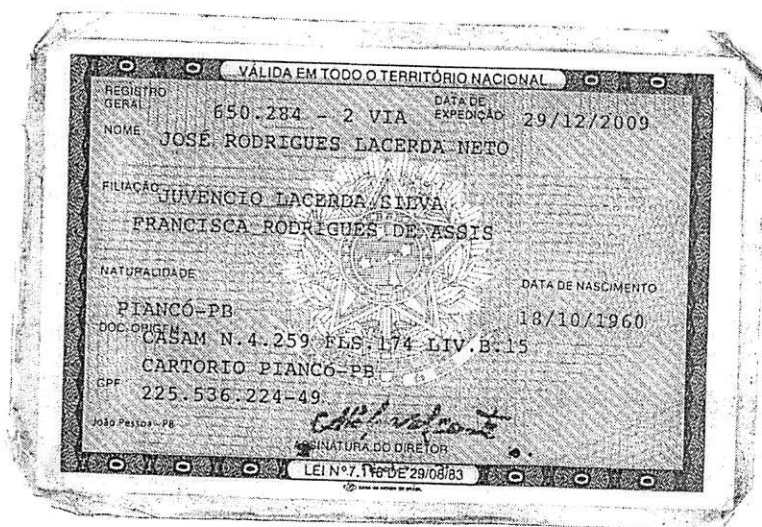 VÁLIDA EM TODO O TERRITÓRIO NACIONAL
REGISTRO GERAL 650.284 - 2 VIA DATA DE EXPEDIÇÃO 29/12/2009
NOME JOSÉ RODRIGUES LACERDA NETO
FILIAÇÃO JUVENCIO LACERDA SILVA
FRANCISCA RODRIGUES DE ASSIS
NATURALIDADE DATA DE NASCIMENTO
PIANCÓ-PB 18/10/1960
DOC. ORIGEM CASAM N.4.259 FLS.174 LIV.B.15
CARTORIO PIANCÓ-PB
CPF 225.536.224-49
João Pessoa - PB
ASSINATURA DO DIRETOR
LEI Nº 7.116 DE 29/08/83